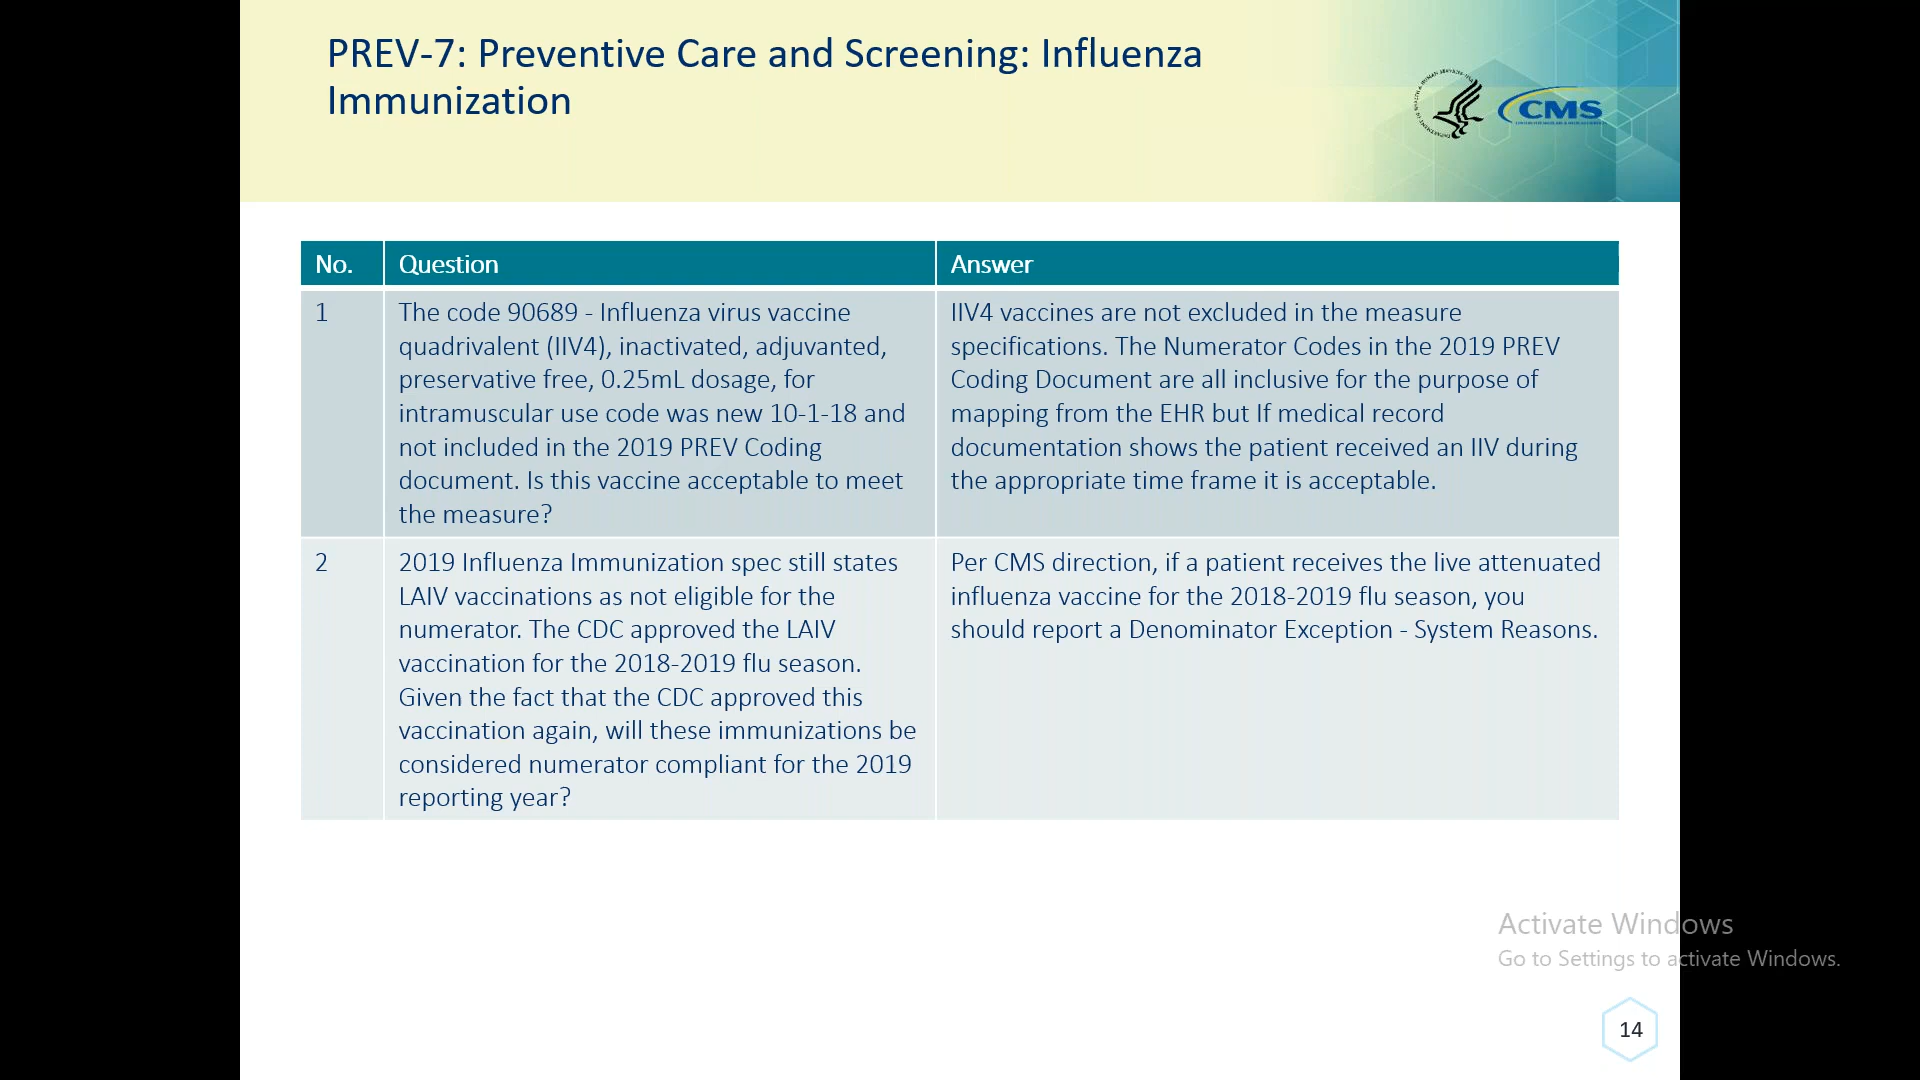 PREV-7: Preventive Care and Screening: Influenza
Immunization
CMS
No.
Question
Answer
1
The code 90689 - Influenza virus vaccine
quadrivalent (IIV4), inactivated, adjuvanted,
preservative free, 0.25mL dosage, for
intramuscular use code was new 10-1-18 and
not included in the 2019 PREV Coding
document. Is this vaccine acceptable to meet
the measure?
IIV4 vaccines are not excluded in the measure
specifications. The Numerator Codes in the 2019 PREV
Coding Document are all inclusive for the purpose of
mapping from the EHR but If medical record
documentation shows the patient received an IIV during
the appropriate time frame it is acceptable.
2
2019 Influenza Immunization spec still states
LAIV vaccinations as not eligible for the
numerator. The CDC approved the LAIV
vaccination for the 2018-2019 flu season.
Given the fact that the CDC approved this
vaccination again, will these immunizations be
considered numerator compliant for the 2019
reporting year?
Per CMS direction, if a patient receives the live attenuated
influenza vaccine for the 2018-2019 flu season, you
should report a Denominator Exception - System Reasons.
Activate Windows
Go to Settings to activate Windows.
14